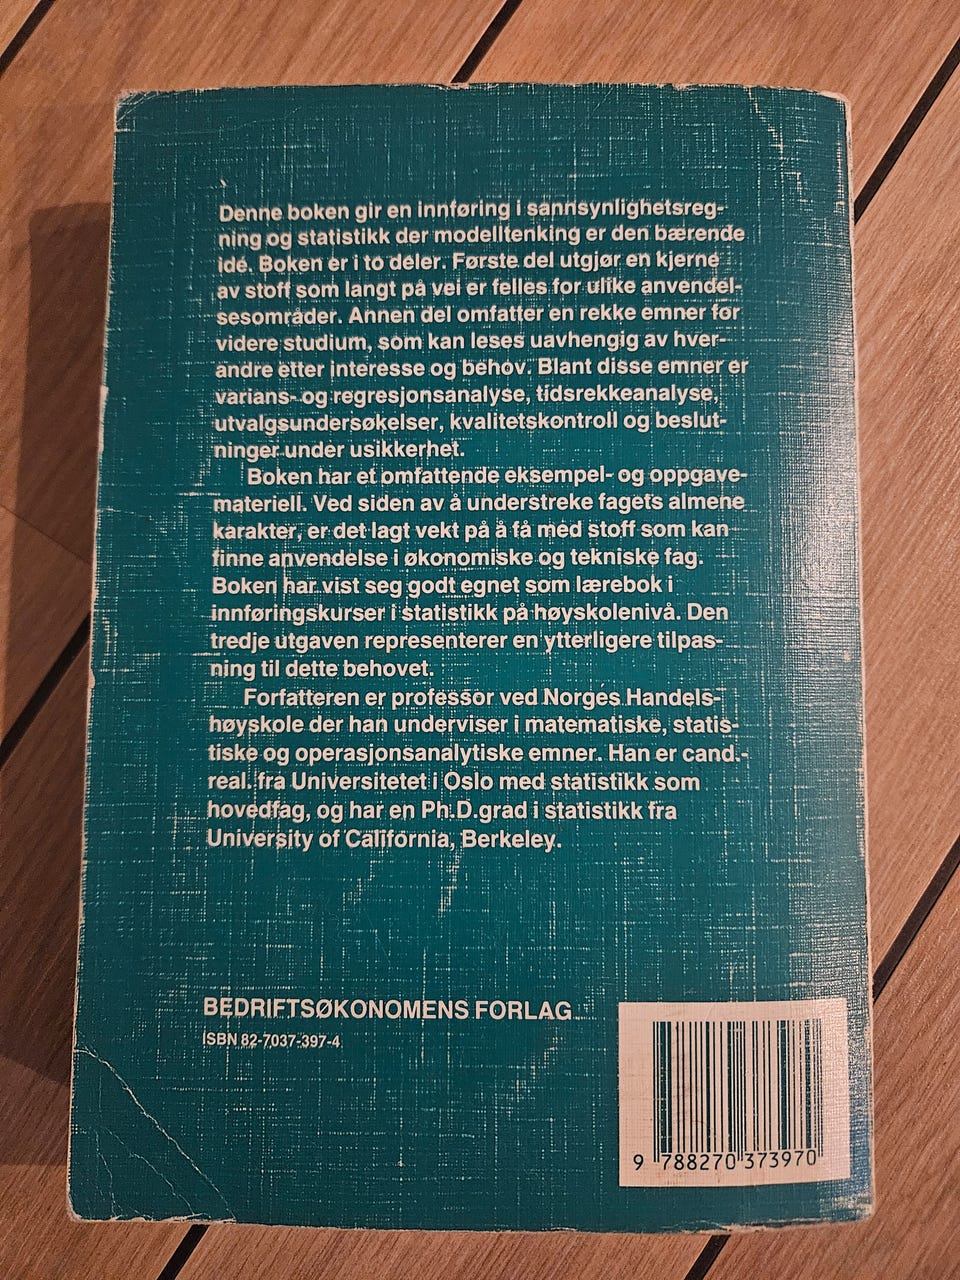 Denne boken gir en innføring i sannsynlighetsreg-
ning og statistikk der modelltenking er den bærende
idé. Boken er i to deler. Første del utgjør en kjerne
av stoff som langt på vei er felles for ulike anvendel-
sesområder. Annen del omfatter en rekke emner for
videre studium, som kan leses uavhengig av hver-
andre etter interesse og behov. Blant disse emner er
varians- og regresjonsanalyse, tidsrekkeanalyse,
utvalgsundersøkelser, kvalitetskontroll og beslut-
ninger under usikkerhet.
Boken har et omfattende eksempel- og oppgave-
materiell. Ved siden av å understreke fagets almene
karakter, er det lagt vekt på å få med stoff som kan
finne anvendelse i økonomiske og tekniske fag.
Boken har vist seg godt egnet som lærebok i
innføringskurser i statistikk på høyskolenivå. Den
tredje utgaven representerer en ytterligere tilpas-
ning til dette behovet.
Forfatteren er professor ved Norges Handels-
høyskole der han underviser i matematiske, statis-
tiske og operasjonsanalytiske emner. Han er cand.-
real. fra Universitetet i Oslo med statistikk som
hovedfag, og har en Ph.D.grad i statistikk fra
University of California, Berkeley.
BEDRIFTSØKONOMENS FORLAG
ISBN 82-7037-397-4
9 788270 373970